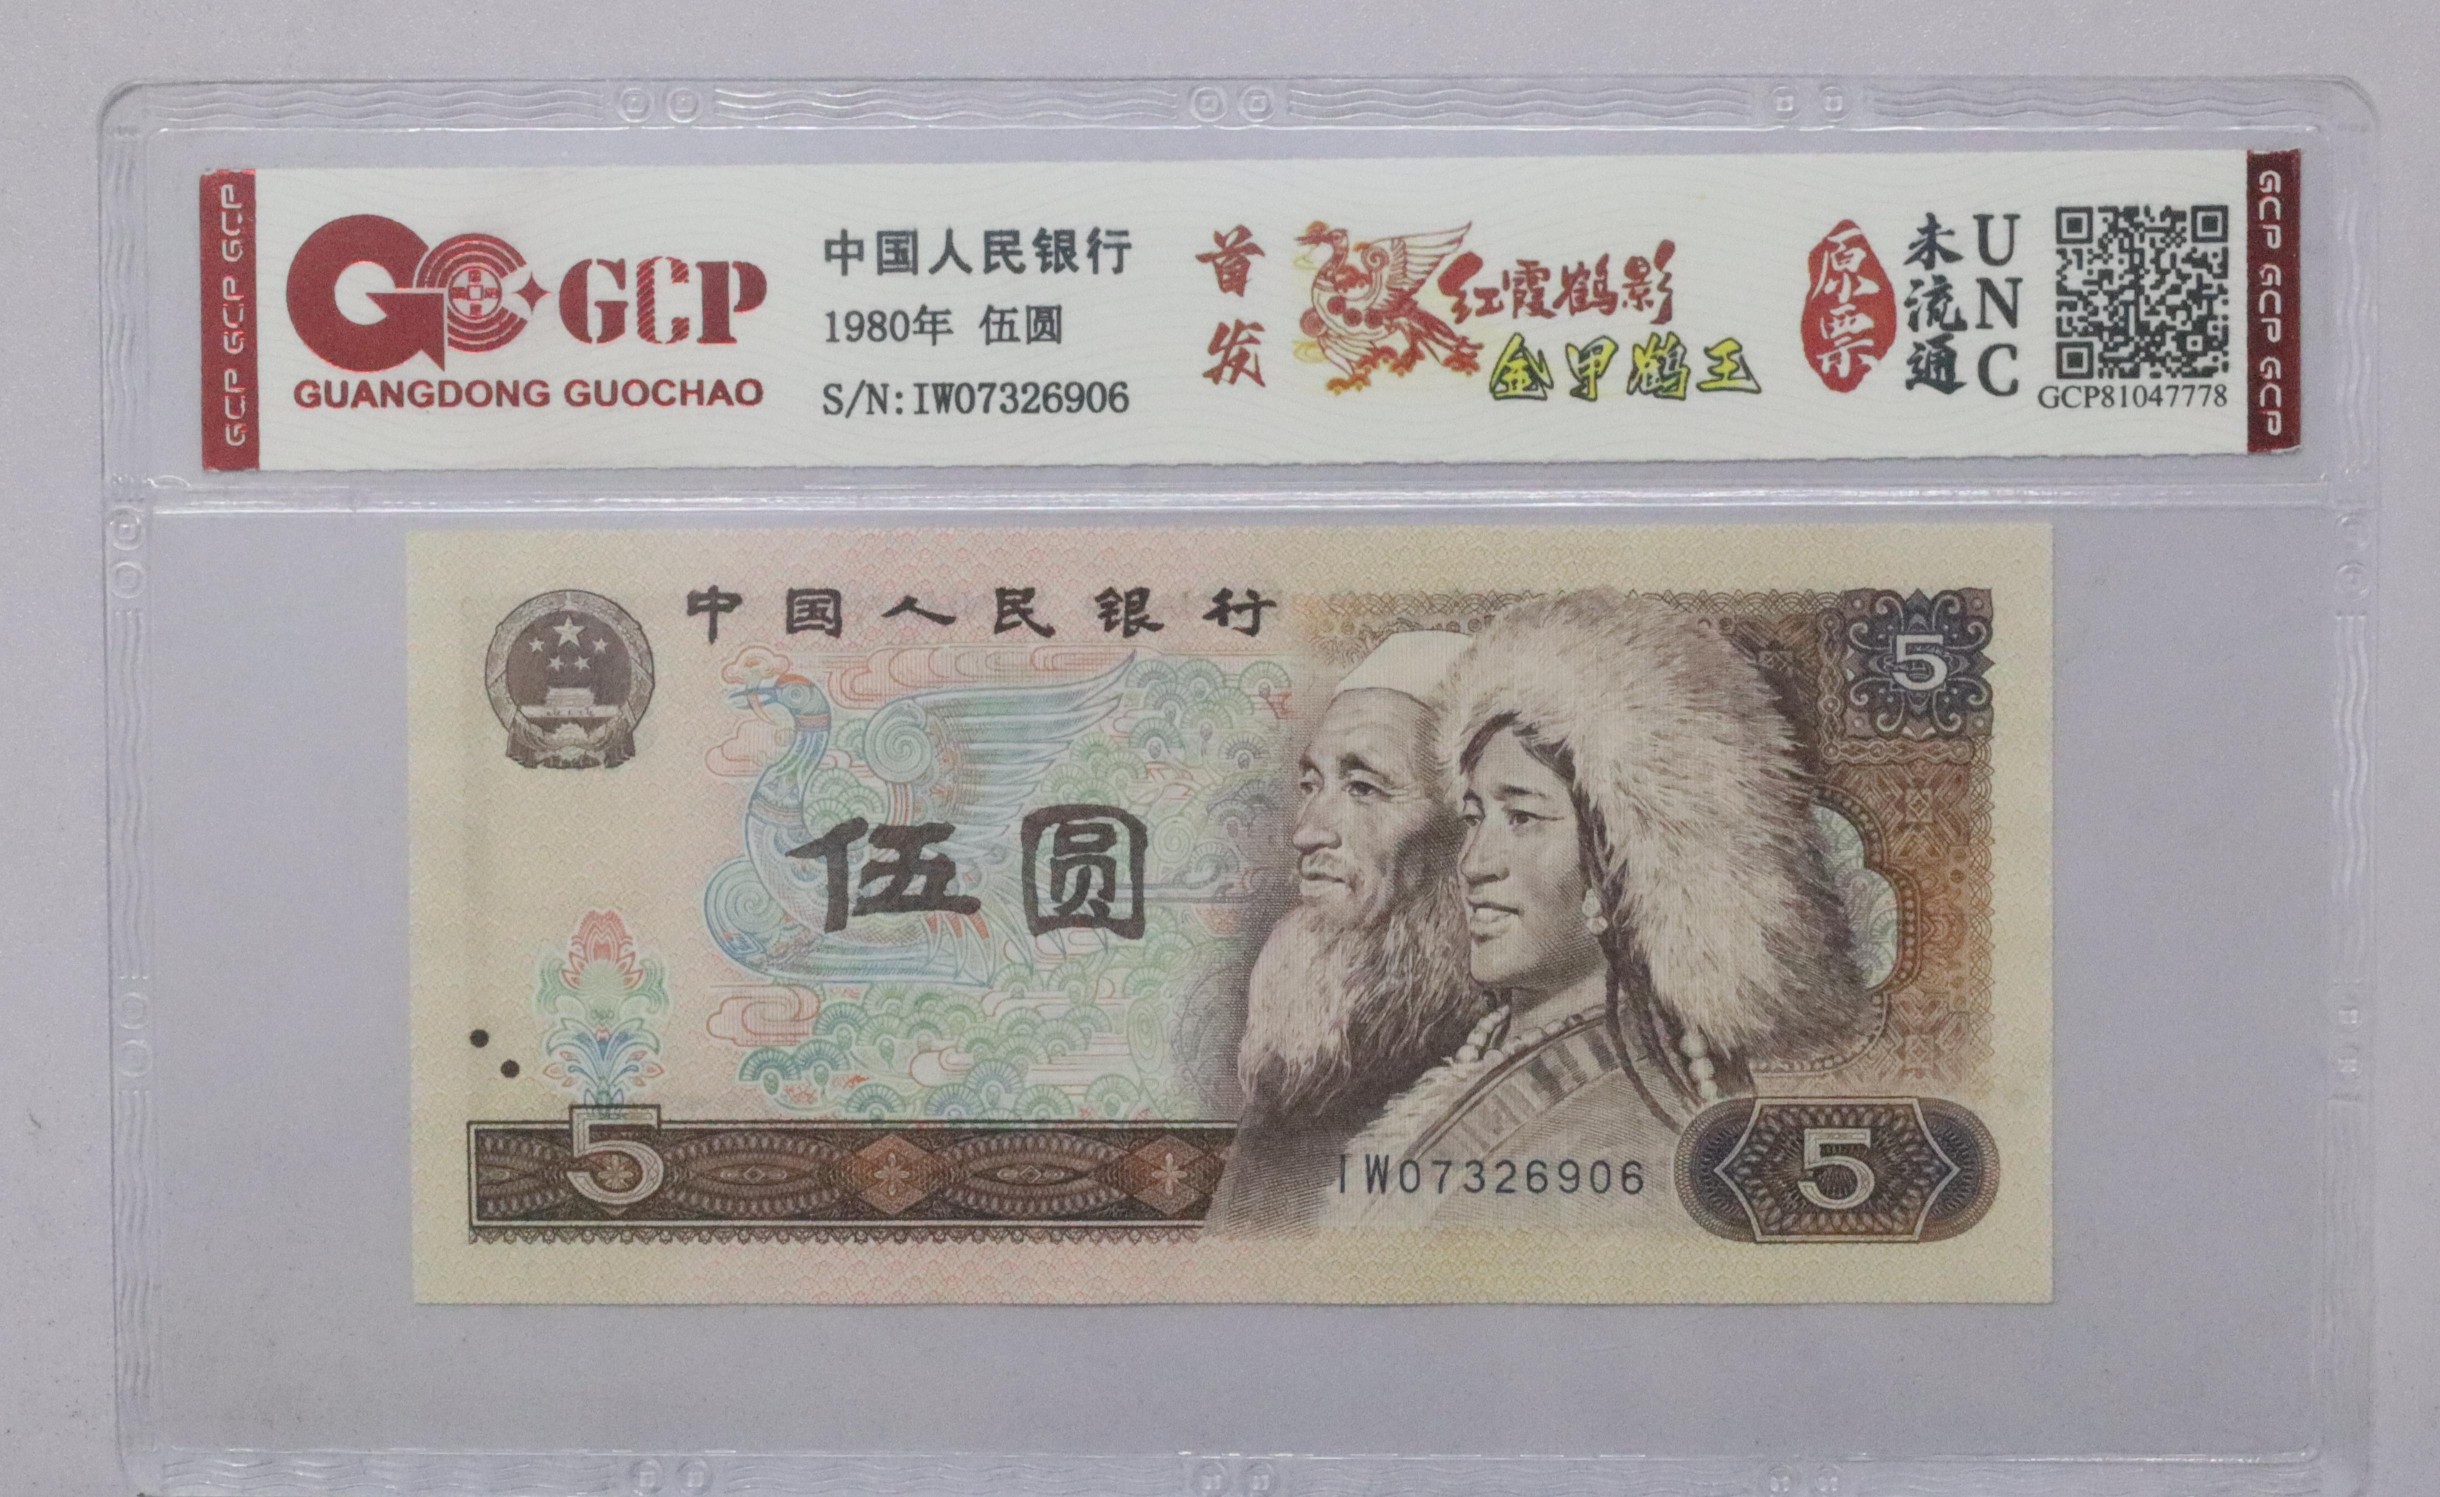 GCP GCP GCP
GCP
GUANGDONG GUOCHAO
中国人民银行
1980年 伍圆
S/N:IW07326906
首发
红霞鹤影
金甲鹤王
原票
未流通
UNC
GCP81047778
GCP GCP GCP
中国人民银行
5
伍圆
5
IW07326906
5